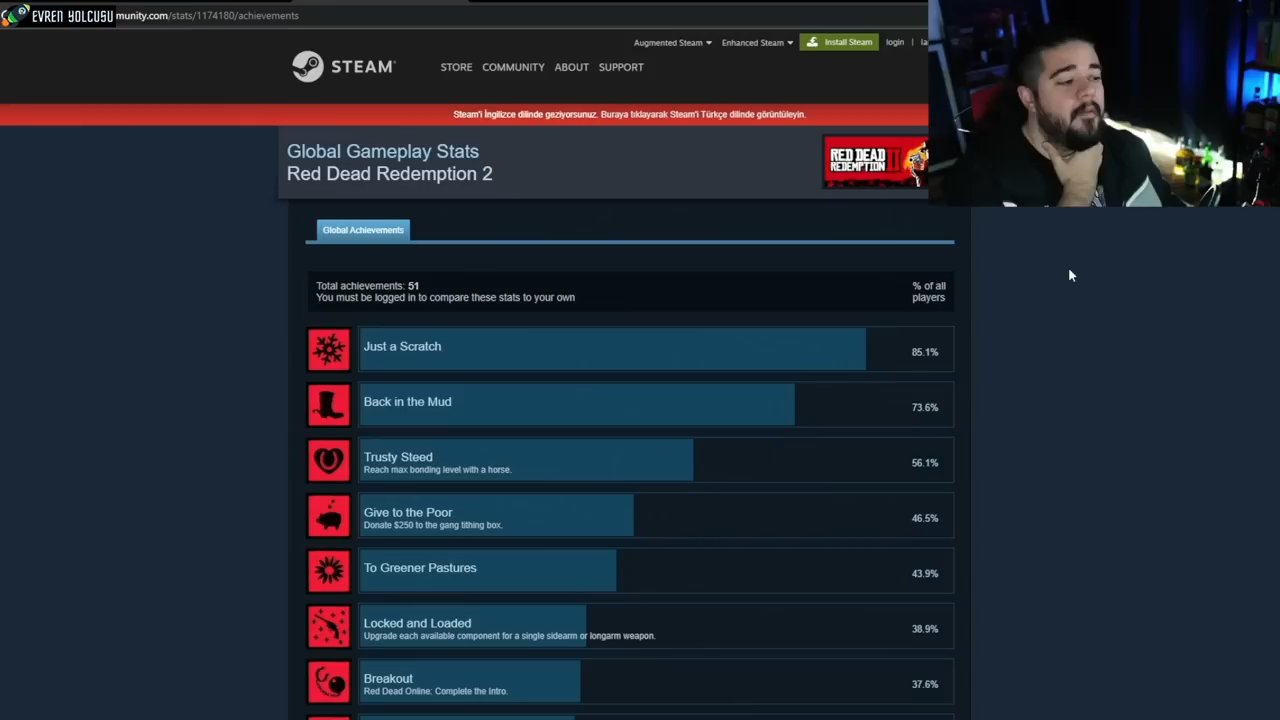 EVREN YOLCUSU
munity.com/stats/1174180/achievements
Augmented Steam
Enhanced Steam
Install Steam
login
STEAM
STORE
COMMUNITY
ABOUT
SUPPORT
Steam'i İngilizce dilinde geziyorsunuz. Buraya tıklayarak Steam'i Türkçe dilinde görüntüleyin.
Global Gameplay Stats
Red Dead Redemption 2
RED DEAD
REDEMPTION II
Global Achievements
Total achievements: 51
You must be logged in to compare these stats to your own
% of all
players
Just a Scratch
85.1%
Back in the Mud
73.6%
Trusty Steed
Reach max bonding level with a horse.
56.1%
Give to the Poor
Donate $250 to the gang tithing box.
46.5%
To Greener Pastures
43.9%
Locked and Loaded
Upgrade each available component for a single sidearm or longarm weapon.
38.9%
Breakout
Red Dead Online: Complete the Intro.
37.6%